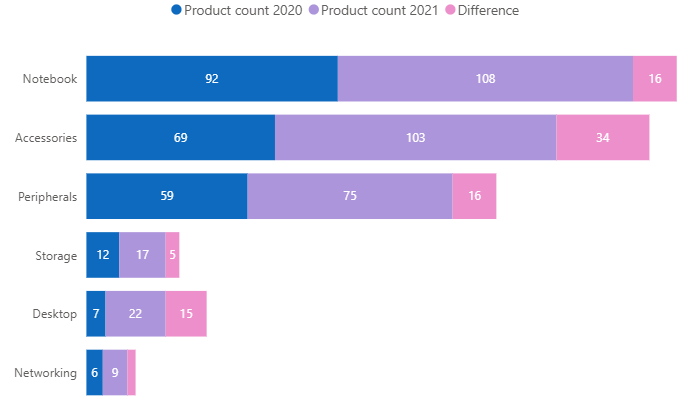 Product count 2020 Product count 2021 Difference
Notebook 92 108 16
Accessories 69 103 34
Peripherals 59 75 16
Storage 12 17 5
Desktop 7 22 15
Networking 6 9